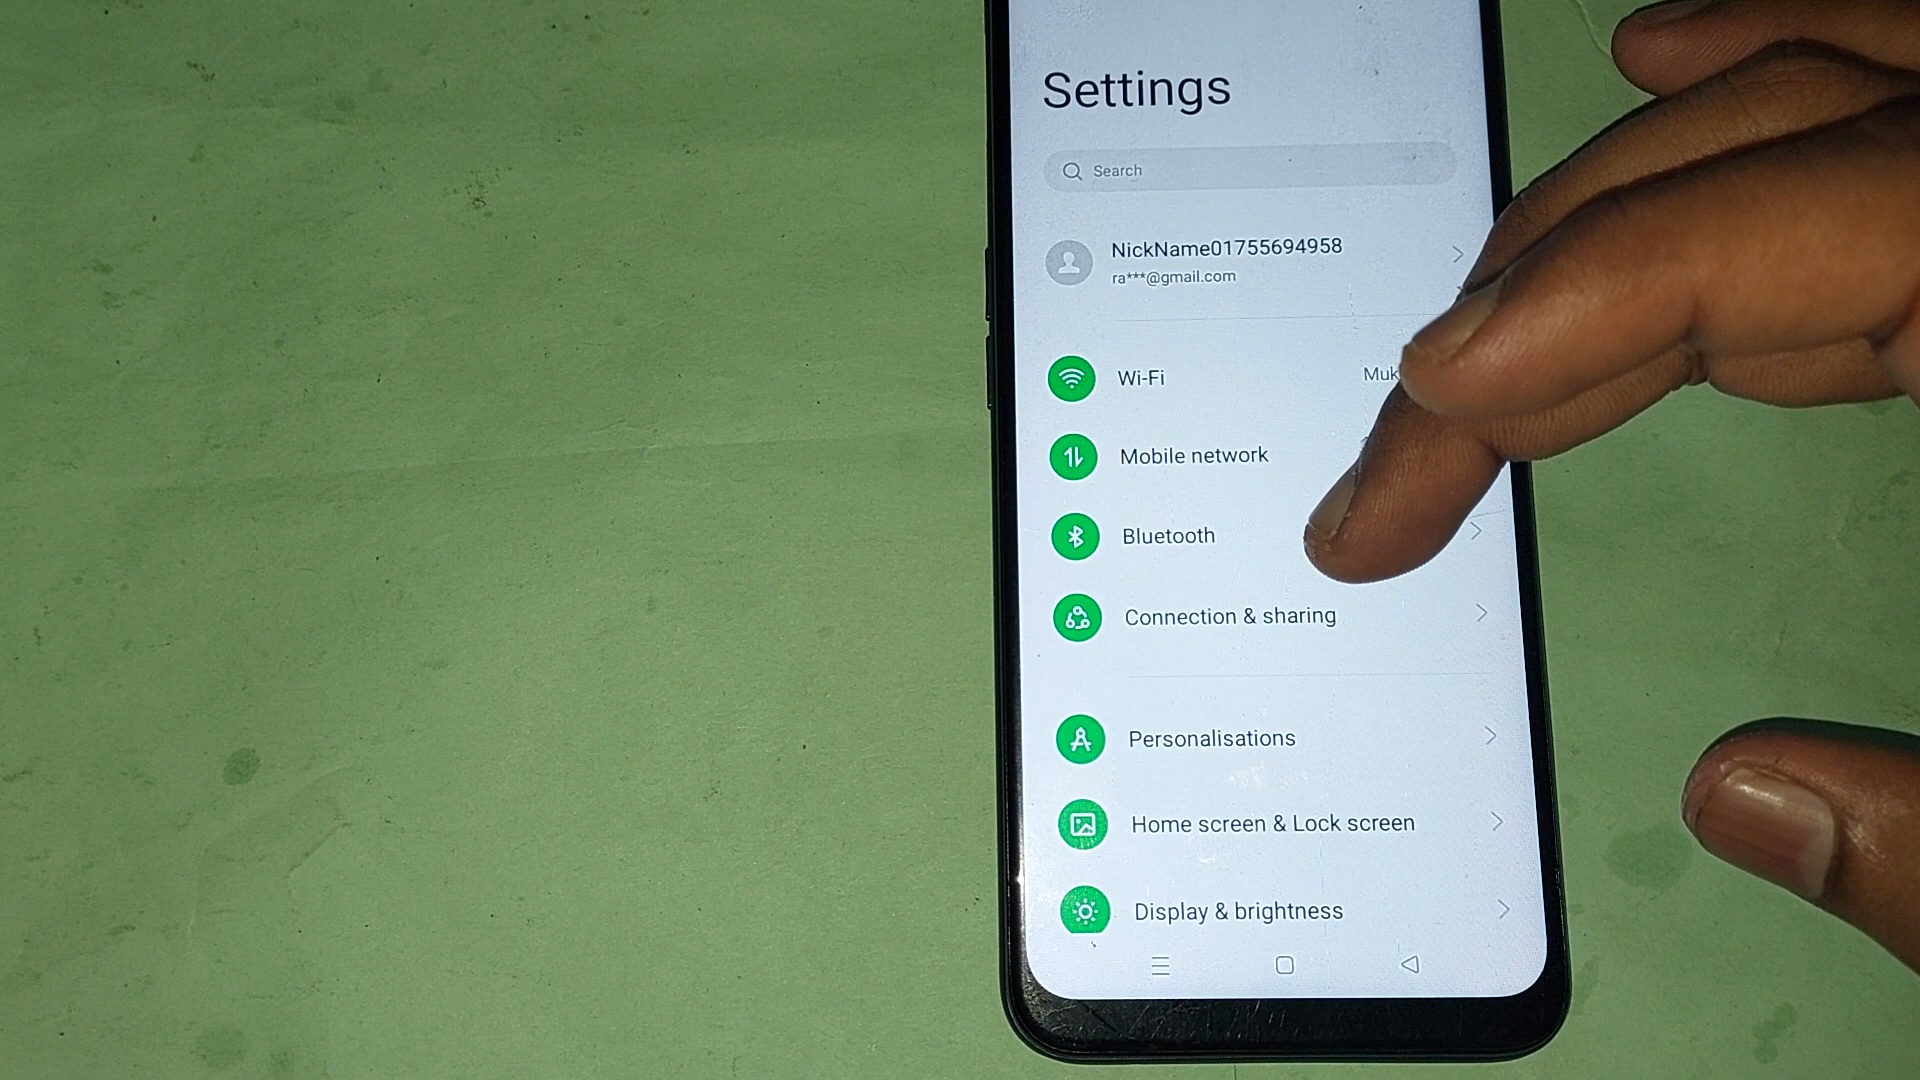 Settings
Search
NickName01755694958
ra***@gmail.com
Wi-Fi
Mobile network
Bluetooth
Connection & sharing
Personalisations
Home screen & Lock screen
Display & brightness